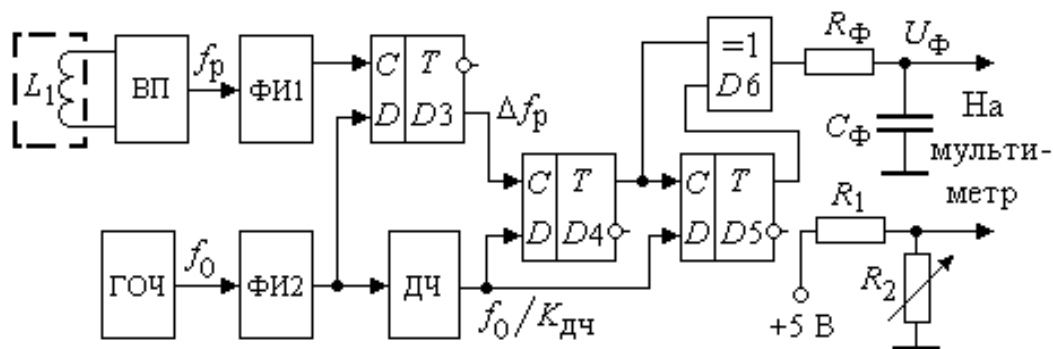 L₁
ВП
fр
ФИ1
C T
D D3
Δfр
=1
D6
RФ
UФ
CФ
На
мульти-
метр
C T
D D4
C T
D D5
R₁
R₂
+5 В
ГОЧ
f₀
ФИ2
ДЧ
f₀/KДЧ